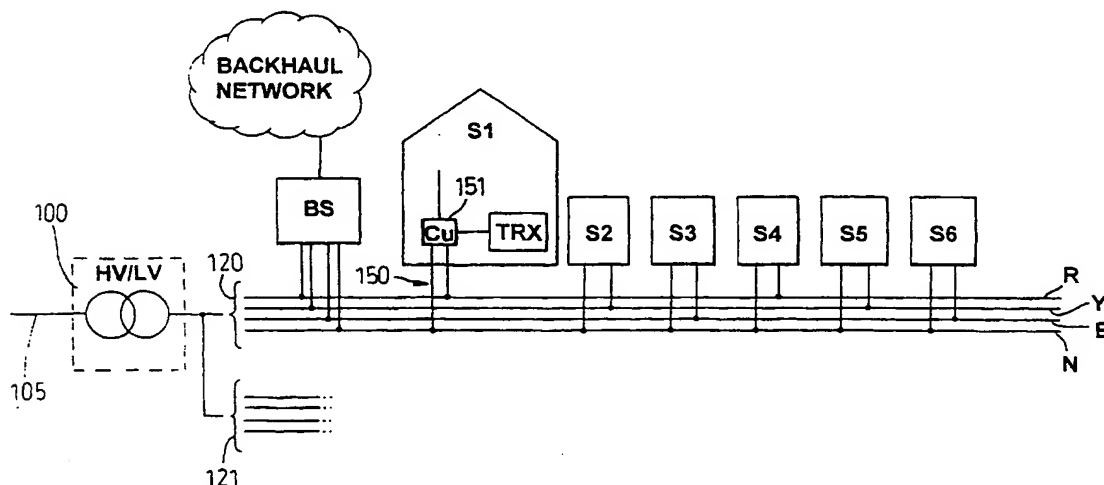 BACKHAUL
NETWORK
S1
151
BS
Cu
TRX
S2
S3
S4
S5
S6
100
HV/LV
120
150
R
Y
B
N
105
121